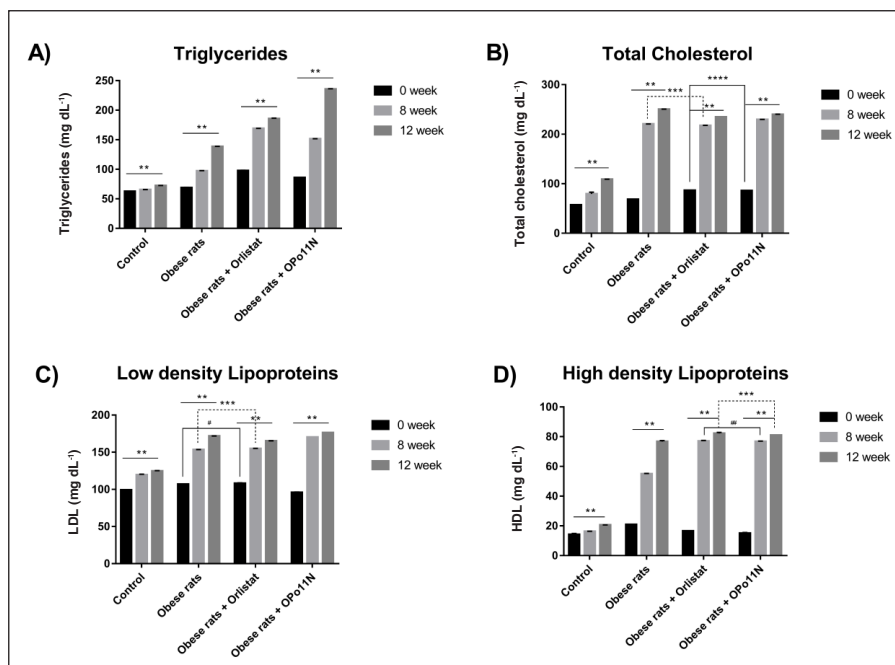 A)
Triglycerides
Triglycerides (mg dL-1)
250
200
150
100
50
0
**
**
**
**
0 week
8 week
12 week
Control
Obese rats
Obese rats + Orlistat
Obese rats + OPo11N
B)
Total Cholesterol
Total cholesterol (mg dL-1)
300
200
100
0
**
**
***
****
**
**
0 week
8 week
12 week
Control
Obese rats
Obese rats + Orlistat
Obese rats + OPo11N
C)
Low density Lipoproteins
LDL (mg dL-1)
200
150
100
50
0
**
**
***
#
**
**
0 week
8 week
12 week
Control
Obese rats
Obese rats + Orlistat
Obese rats + OPo11N
D)
High density Lipoproteins
HDL (mg dL-1)
100
80
60
40
20
0
**
**
**
***
##
**
0 week
8 week
12 week
Control
Obese rats
Obese rats + Orlistat
Obese rats + OPo11N